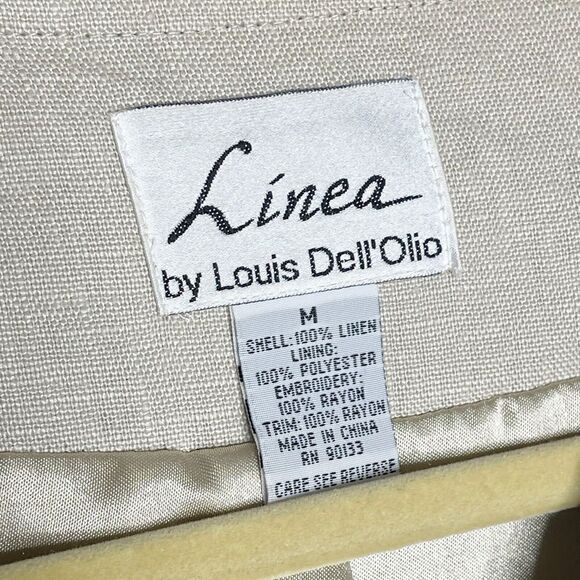 Linea
by Louis Dell'Olio
M
SHELL:100% LINEN
LINING:
100% POLYESTER
EMBROIDERY:
100% RAYON
TRIM:100% RAYON
MADE IN CHINA
RN 90133
CARE SEE REVERSE